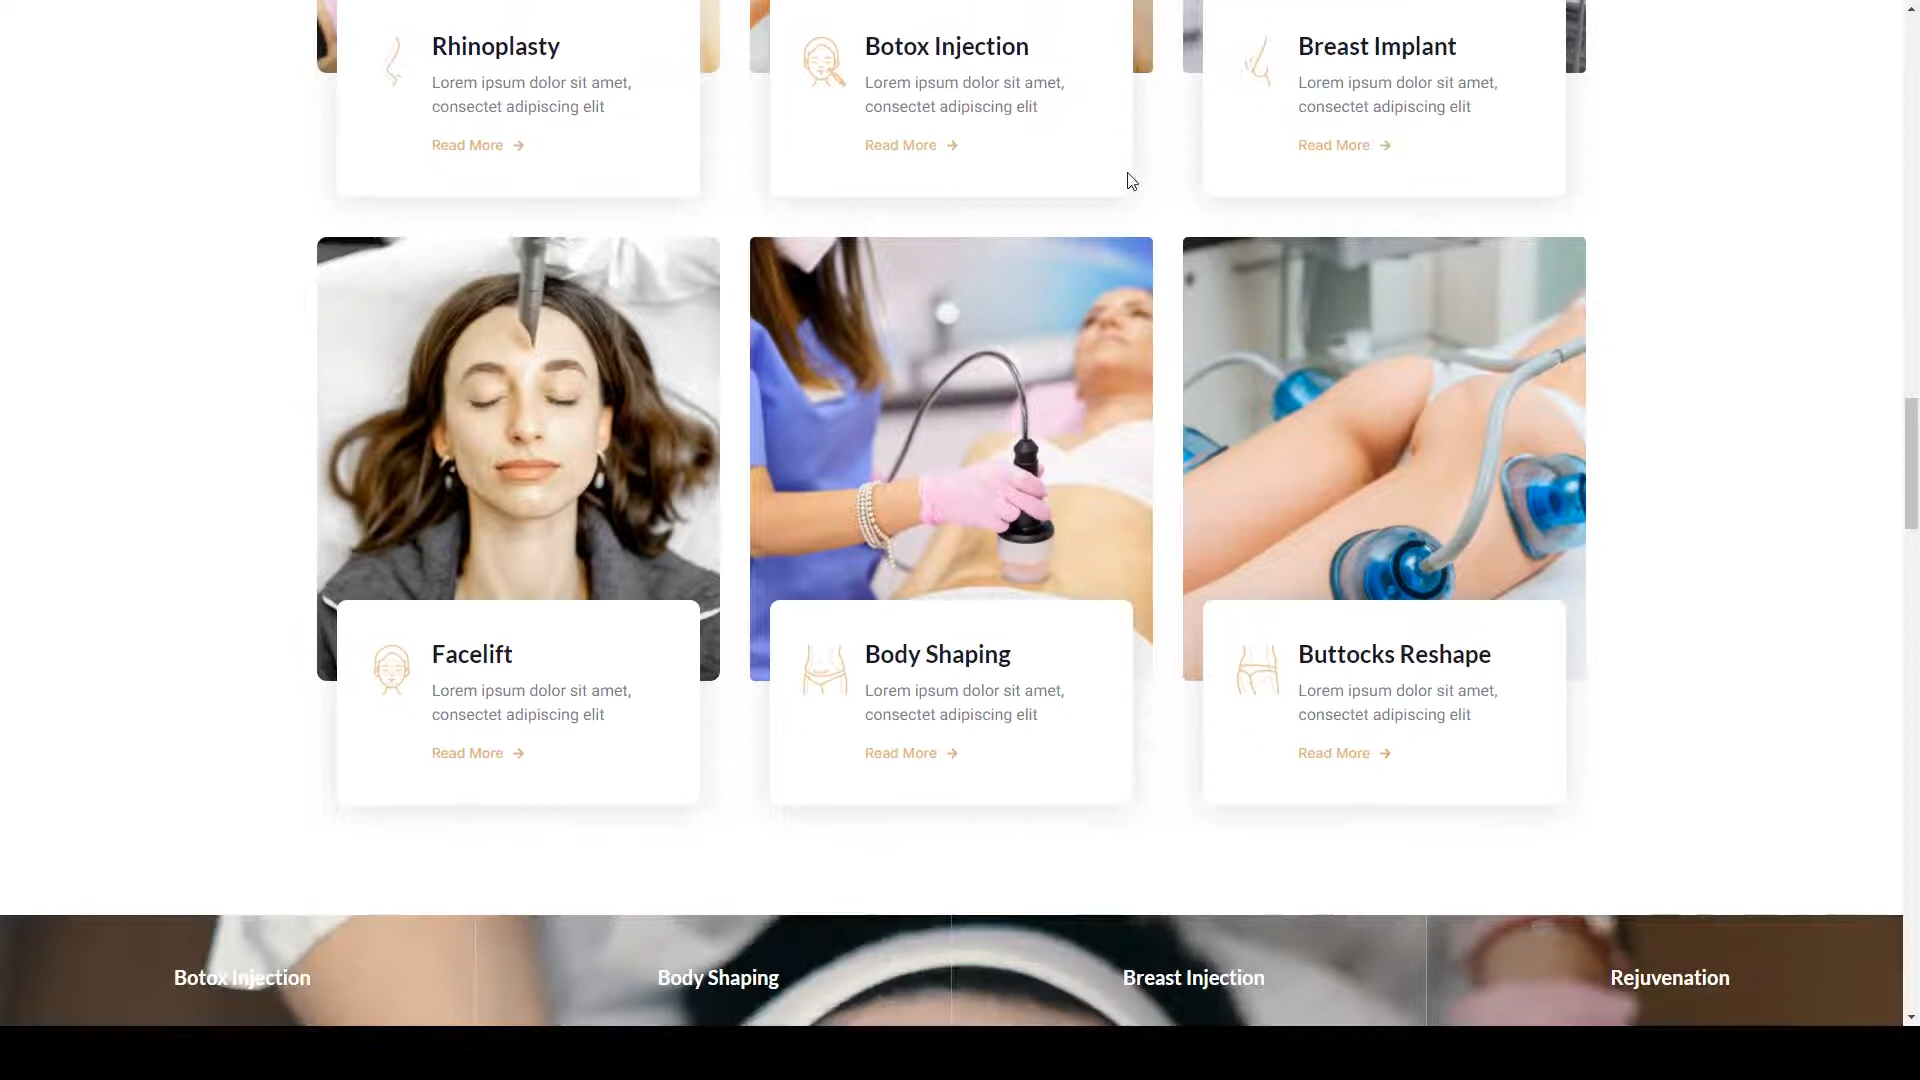 Rhinoplasty
Lorem ipsum dolor sit amet,
consectet adipiscing elit
Read More
Botox Injection
Lorem ipsum dolor sit amet,
consectet adipiscing elit
Read More
Breast Implant
Lorem ipsum dolor sit amet,
consectet adipiscing elit
Read More
Facelift
Lorem ipsum dolor sit amet,
consectet adipiscing elit
Read More
Body Shaping
Lorem ipsum dolor sit amet,
consectet adipiscing elit
Read More
Buttocks Reshape
Lorem ipsum dolor sit amet,
consectet adipiscing elit
Read More
Botox Injection
Body Shaping
Breast Injection
Rejuvenation